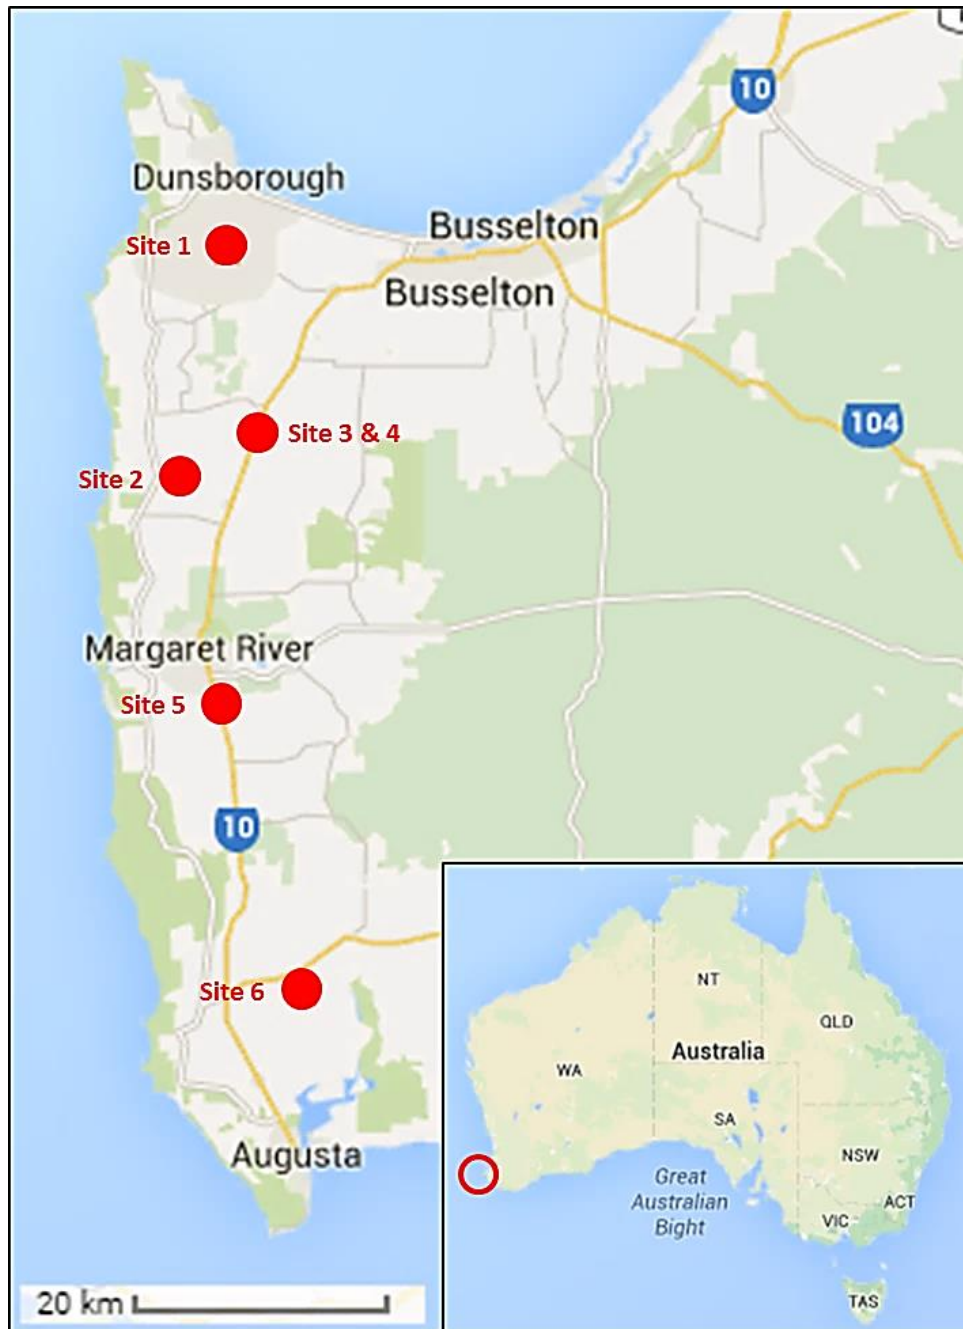 10
Dunsborough
Busselton
Site 1
Busselton
Site 3 & 4
104
Site 2
Margaret River
Site 5
10
Site 6
Augusta
20 km
NT
QLD
Australia
WA
SA
NSW
Great
Australian
Bight
ACT
VIC
TAS